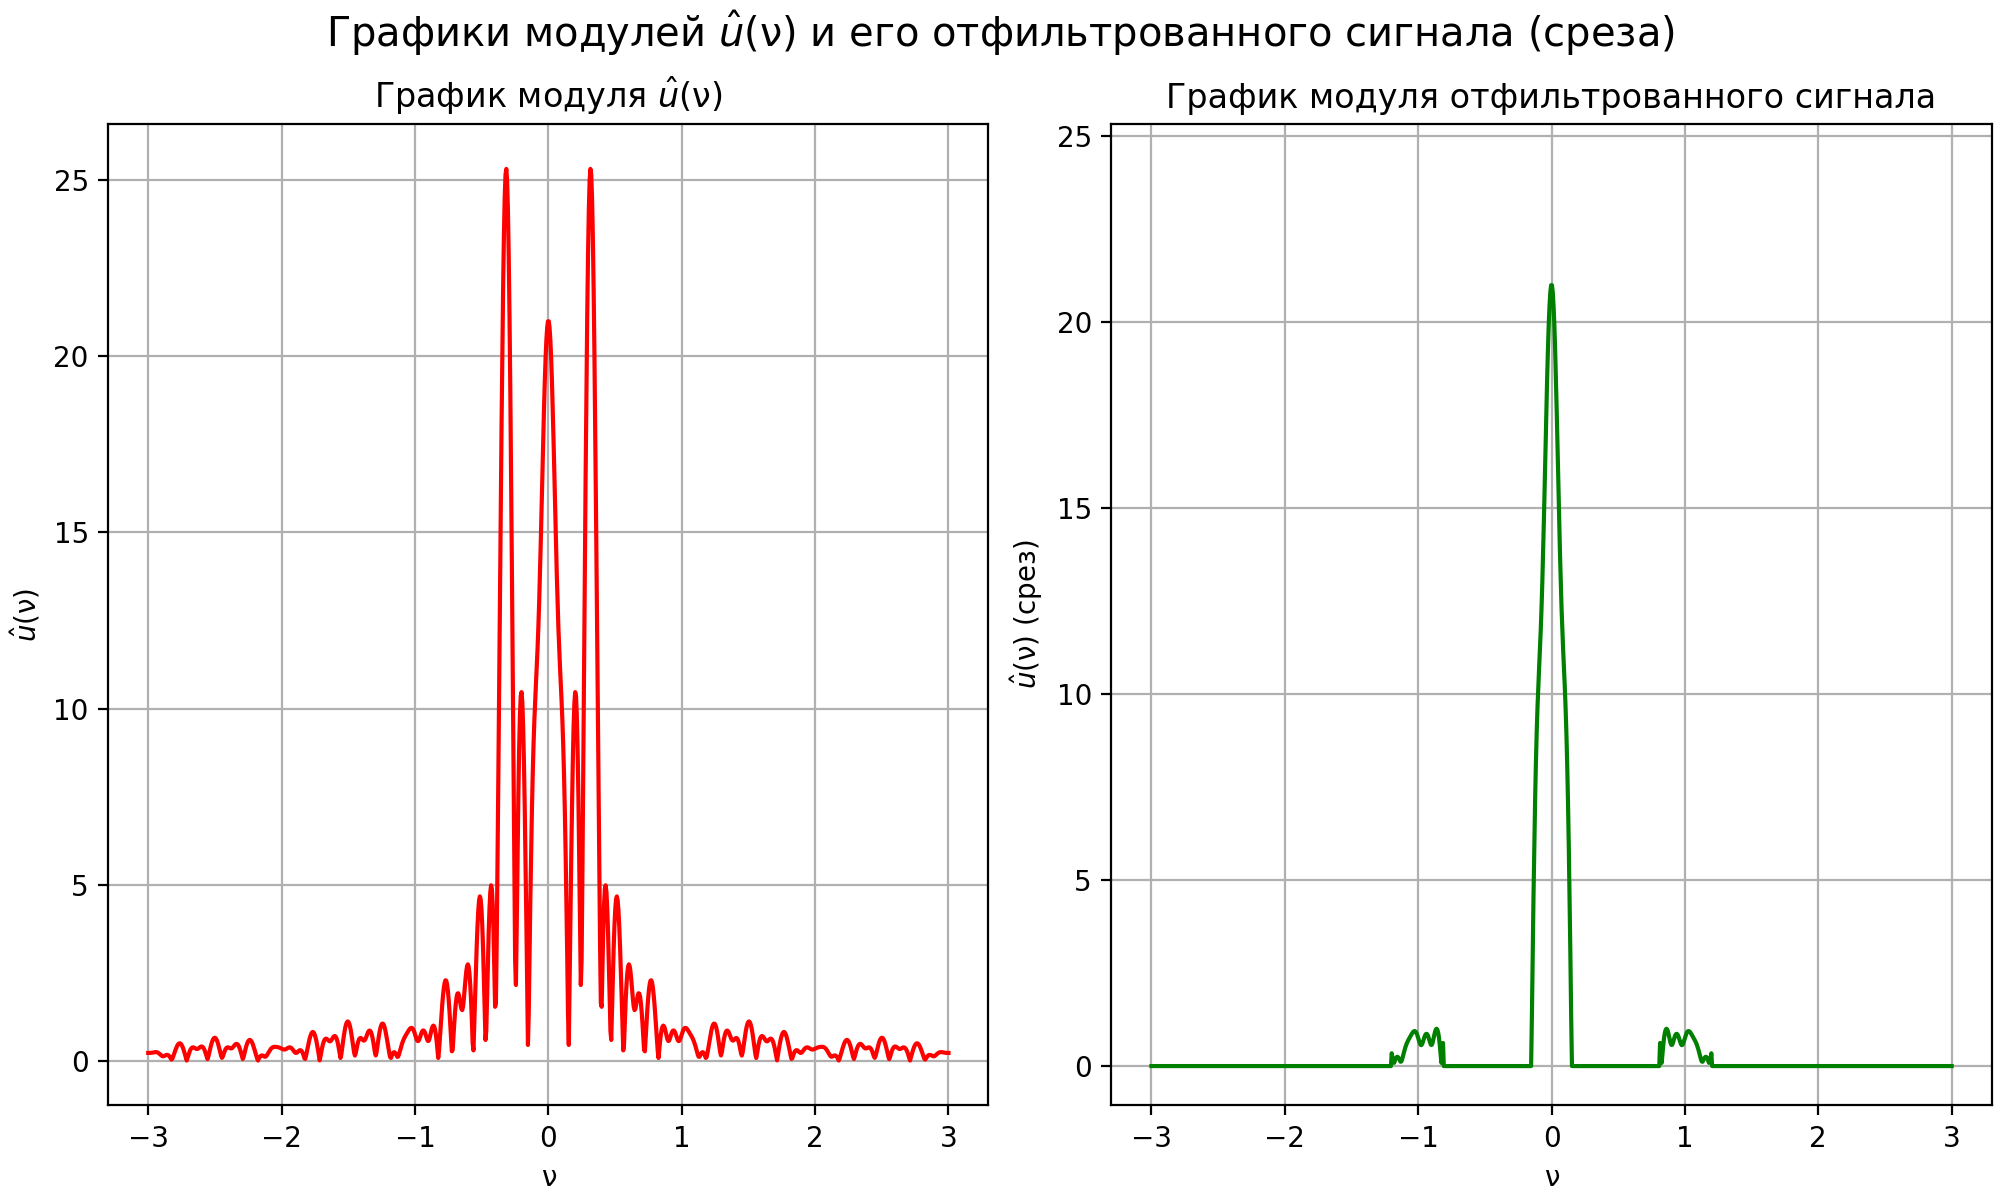 Графики модулей û(ν) и его отфильтрованного сигнала (среза)
График модуля û(ν)
û(ν)
25
20
15
10
5
0
−3 −2 −1 0 1 2 3
ν
График модуля отфильтрованного сигнала
û(ν) (срез)
25
20
15
10
5
0
−3 −2 −1 0 1 2 3
ν